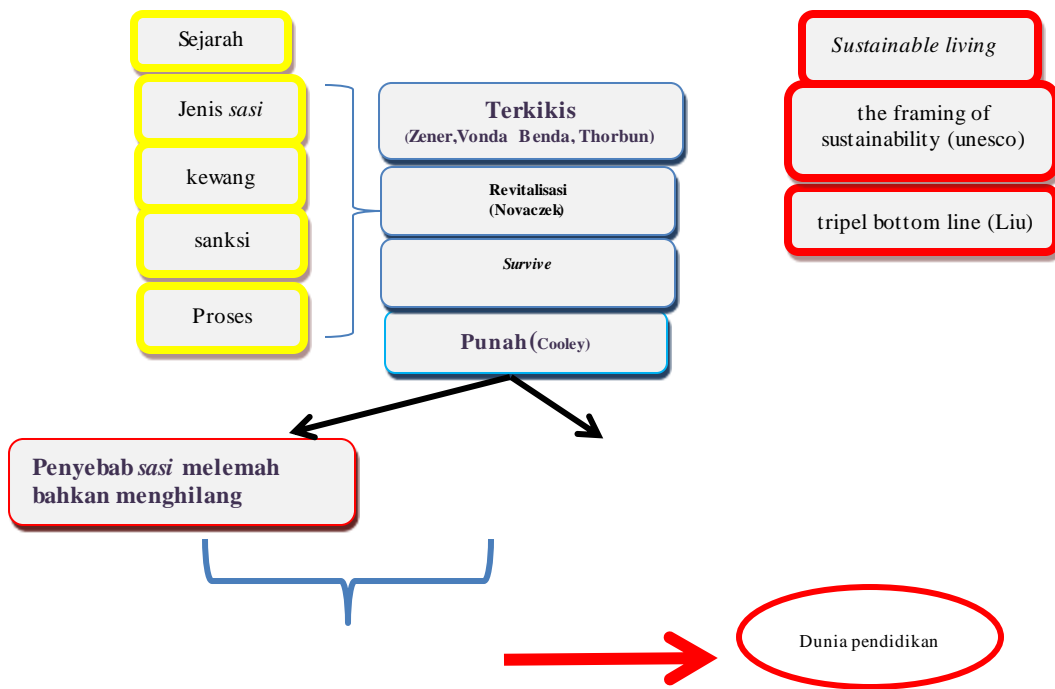 Sejarah
Jenis sasi
kewang
sanksi
Proses
Terkikis
(Zener,Vonda Benda, Thorbun)
Revitalisasi
(Novaczek)
Survive
Punah (Cooley)
Sustainable living
the framing of
sustainability (unesco)
tripel bottom line (Liu)
Penyebab sasi melemah
bahkan menghilang
Dunia pendidikan